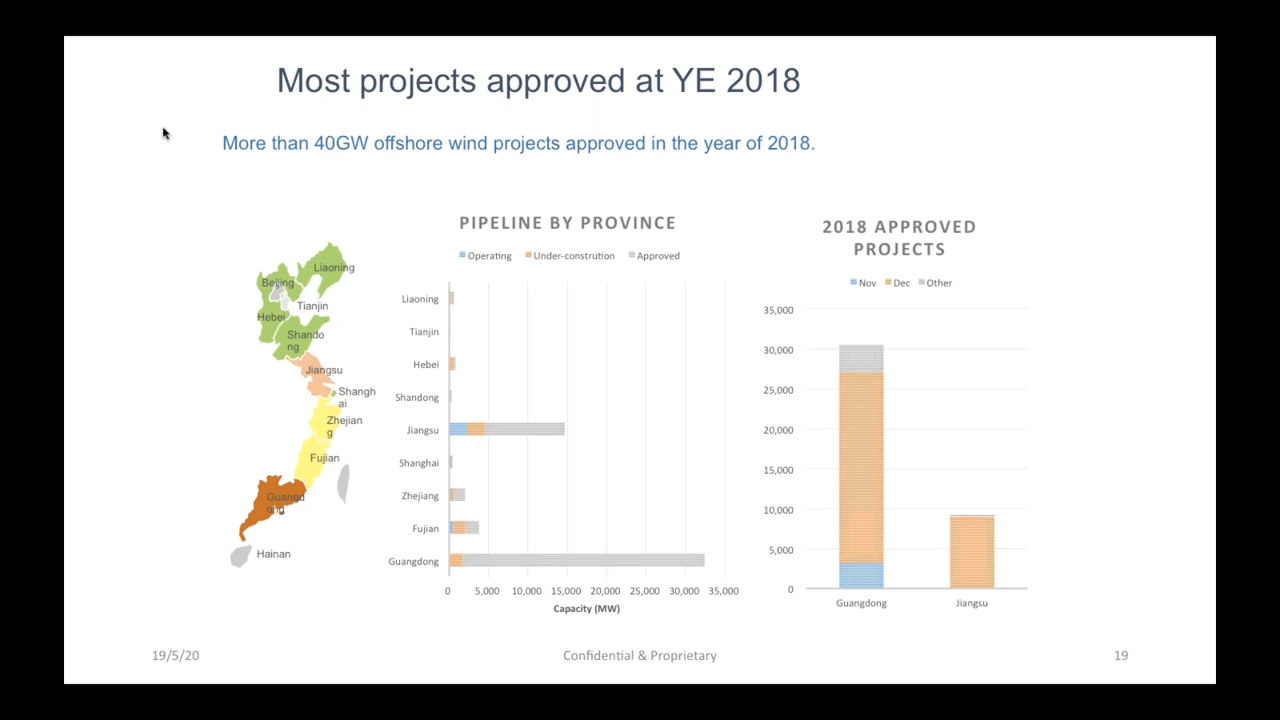 Most projects approved at YE 2018
More than 40GW offshore wind projects approved in the year of 2018.
Liaoning
Beijing
Tianjin
Hebei
Shando
ng
Jiangsu
Shangh
ai
Zhejian
g
Fujian
Guangd
ong
Hainan
PIPELINE BY PROVINCE
Operating Under-constrution Approved
Liaoning
Tianjin
Hebei
Shandong
Jiangsu
Shanghai
Zhejiang
Fujian
Guangdong
0 5,000 10,000 15,000 20,000 25,000 30,000 35,000
Capacity (MW)
2018 APPROVED
PROJECTS
Nov Dec Other
35,000
30,000
25,000
20,000
15,000
10,000
5,000
0
Guangdong Jiangsu
19/5/20 Confidential & Proprietary 19